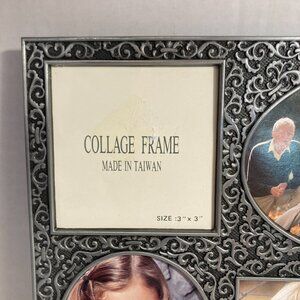 COLLAGE FRAME
MADE IN TAIWAN
SIZE :3" x 3"